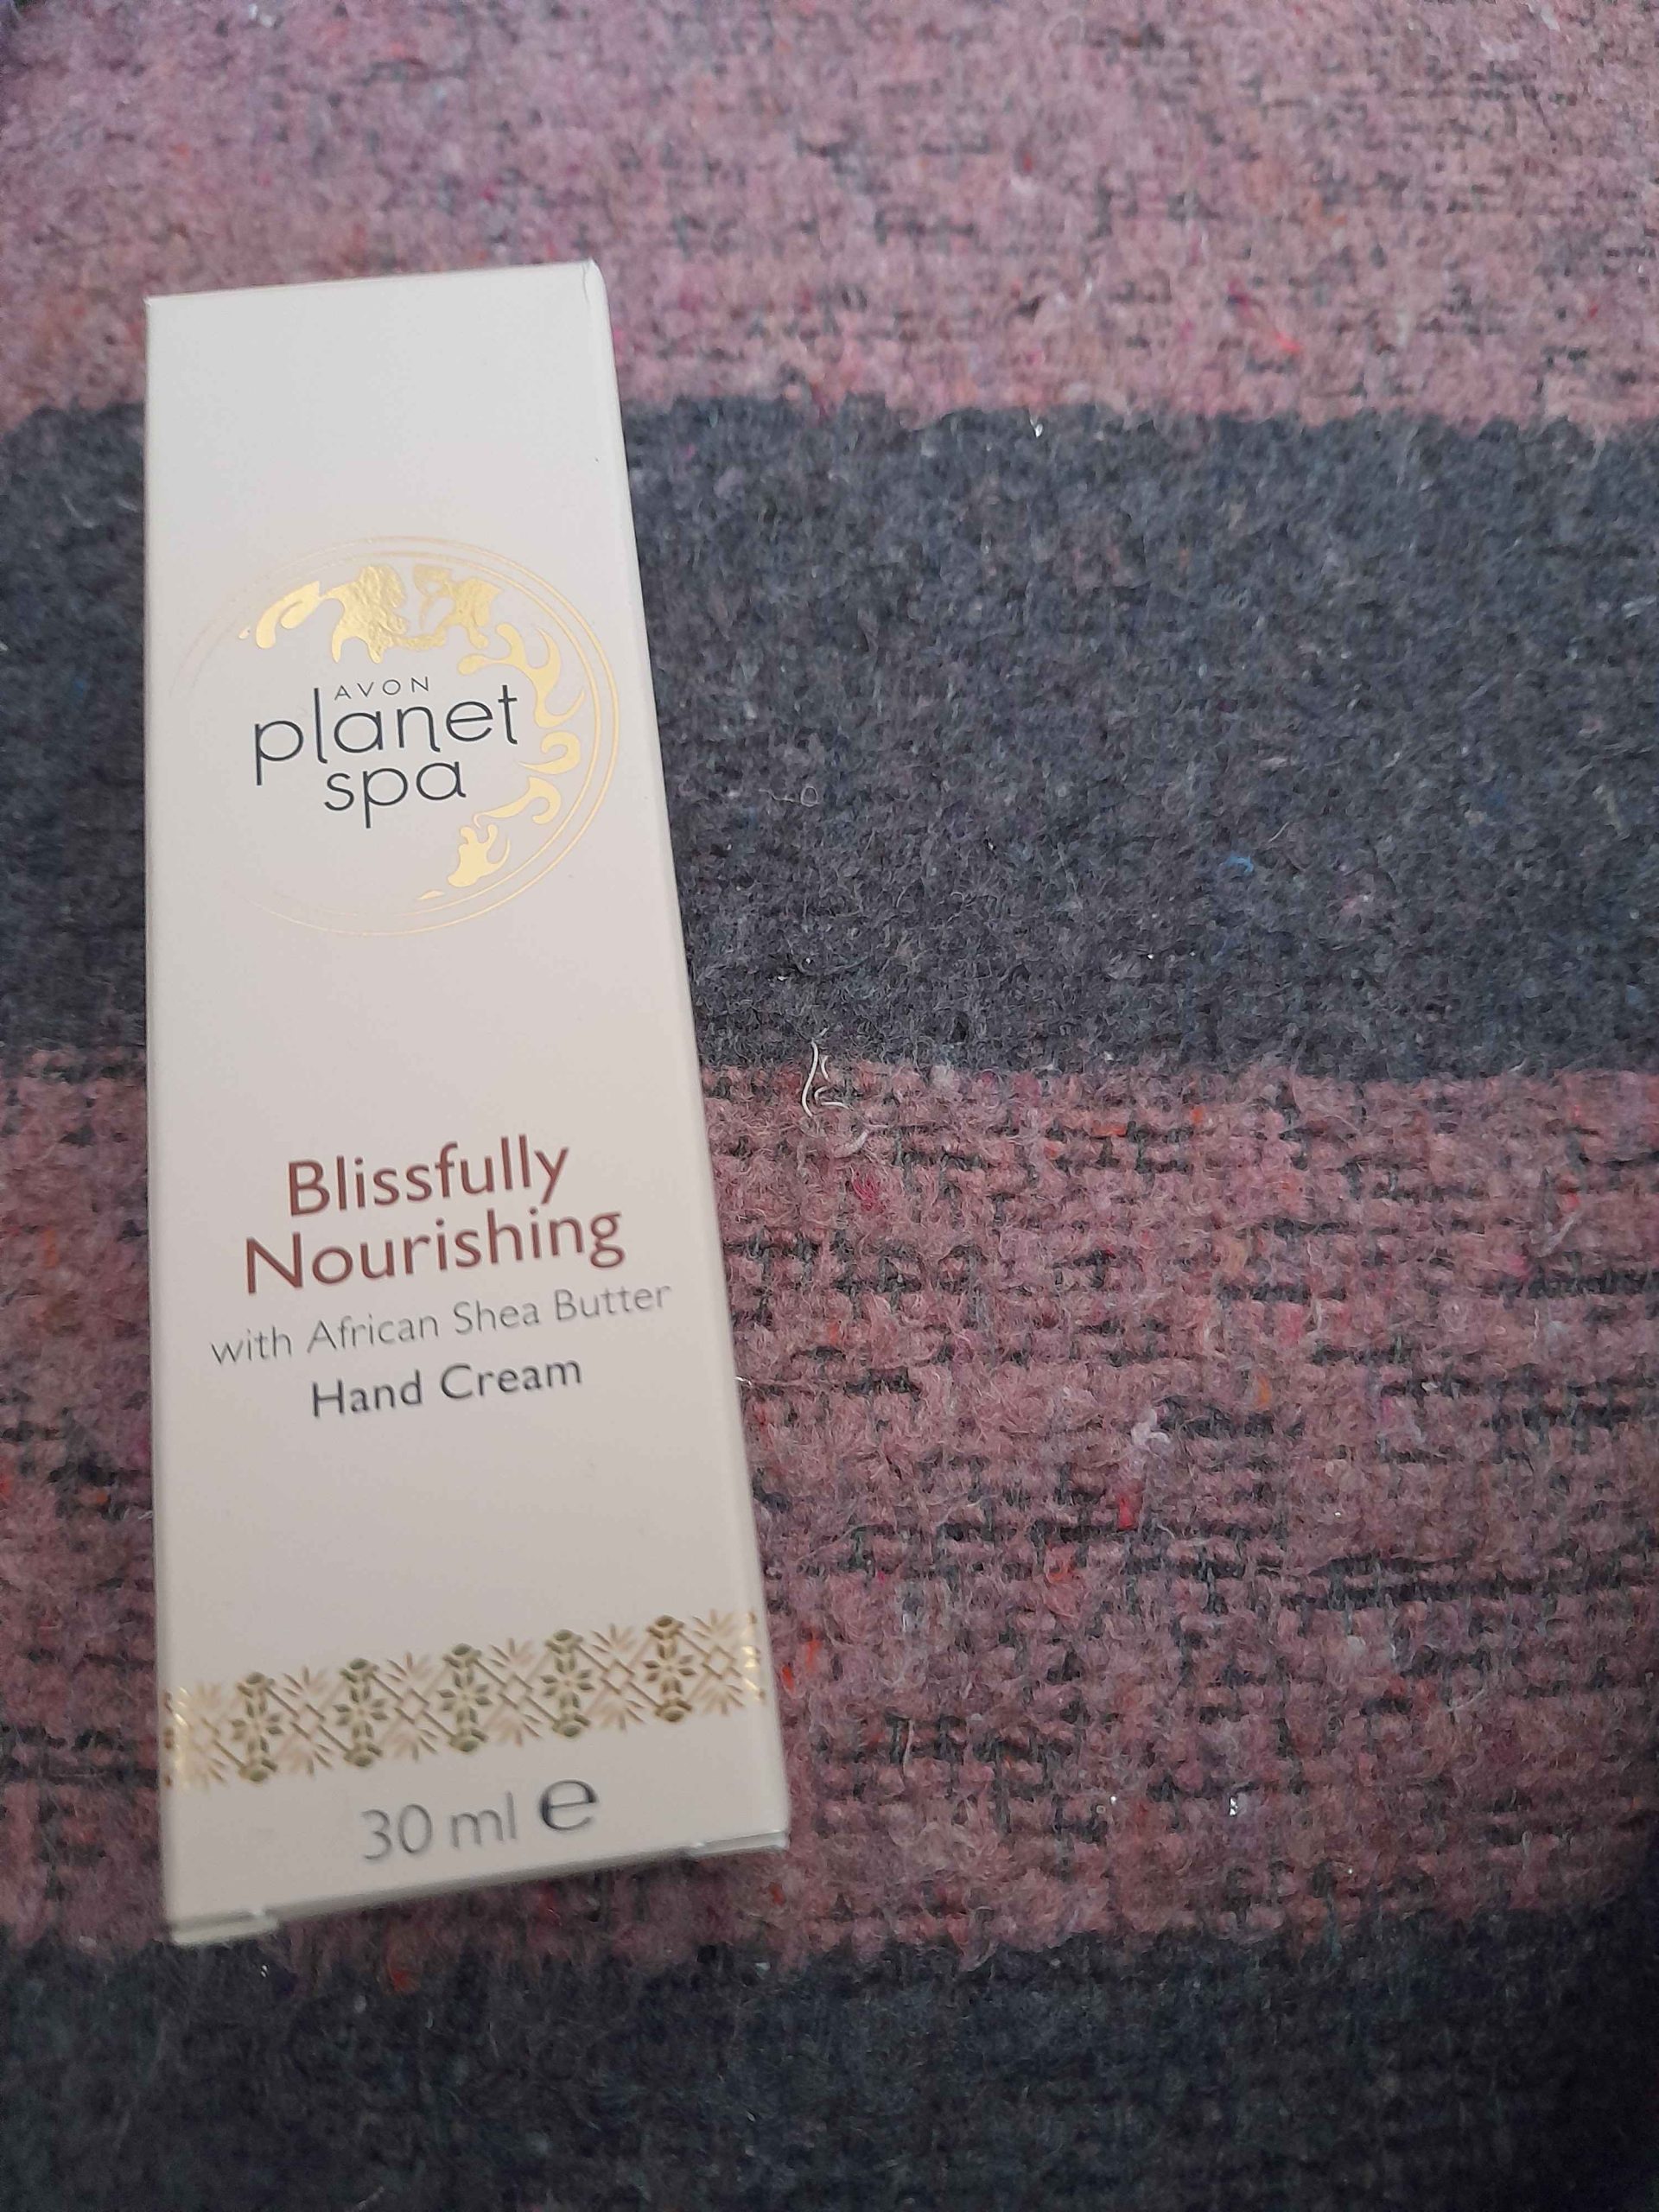 AVON
planet
spa
Blissfully
Nourishing
with African Shea Butter
Hand Cream
30 ml ℮